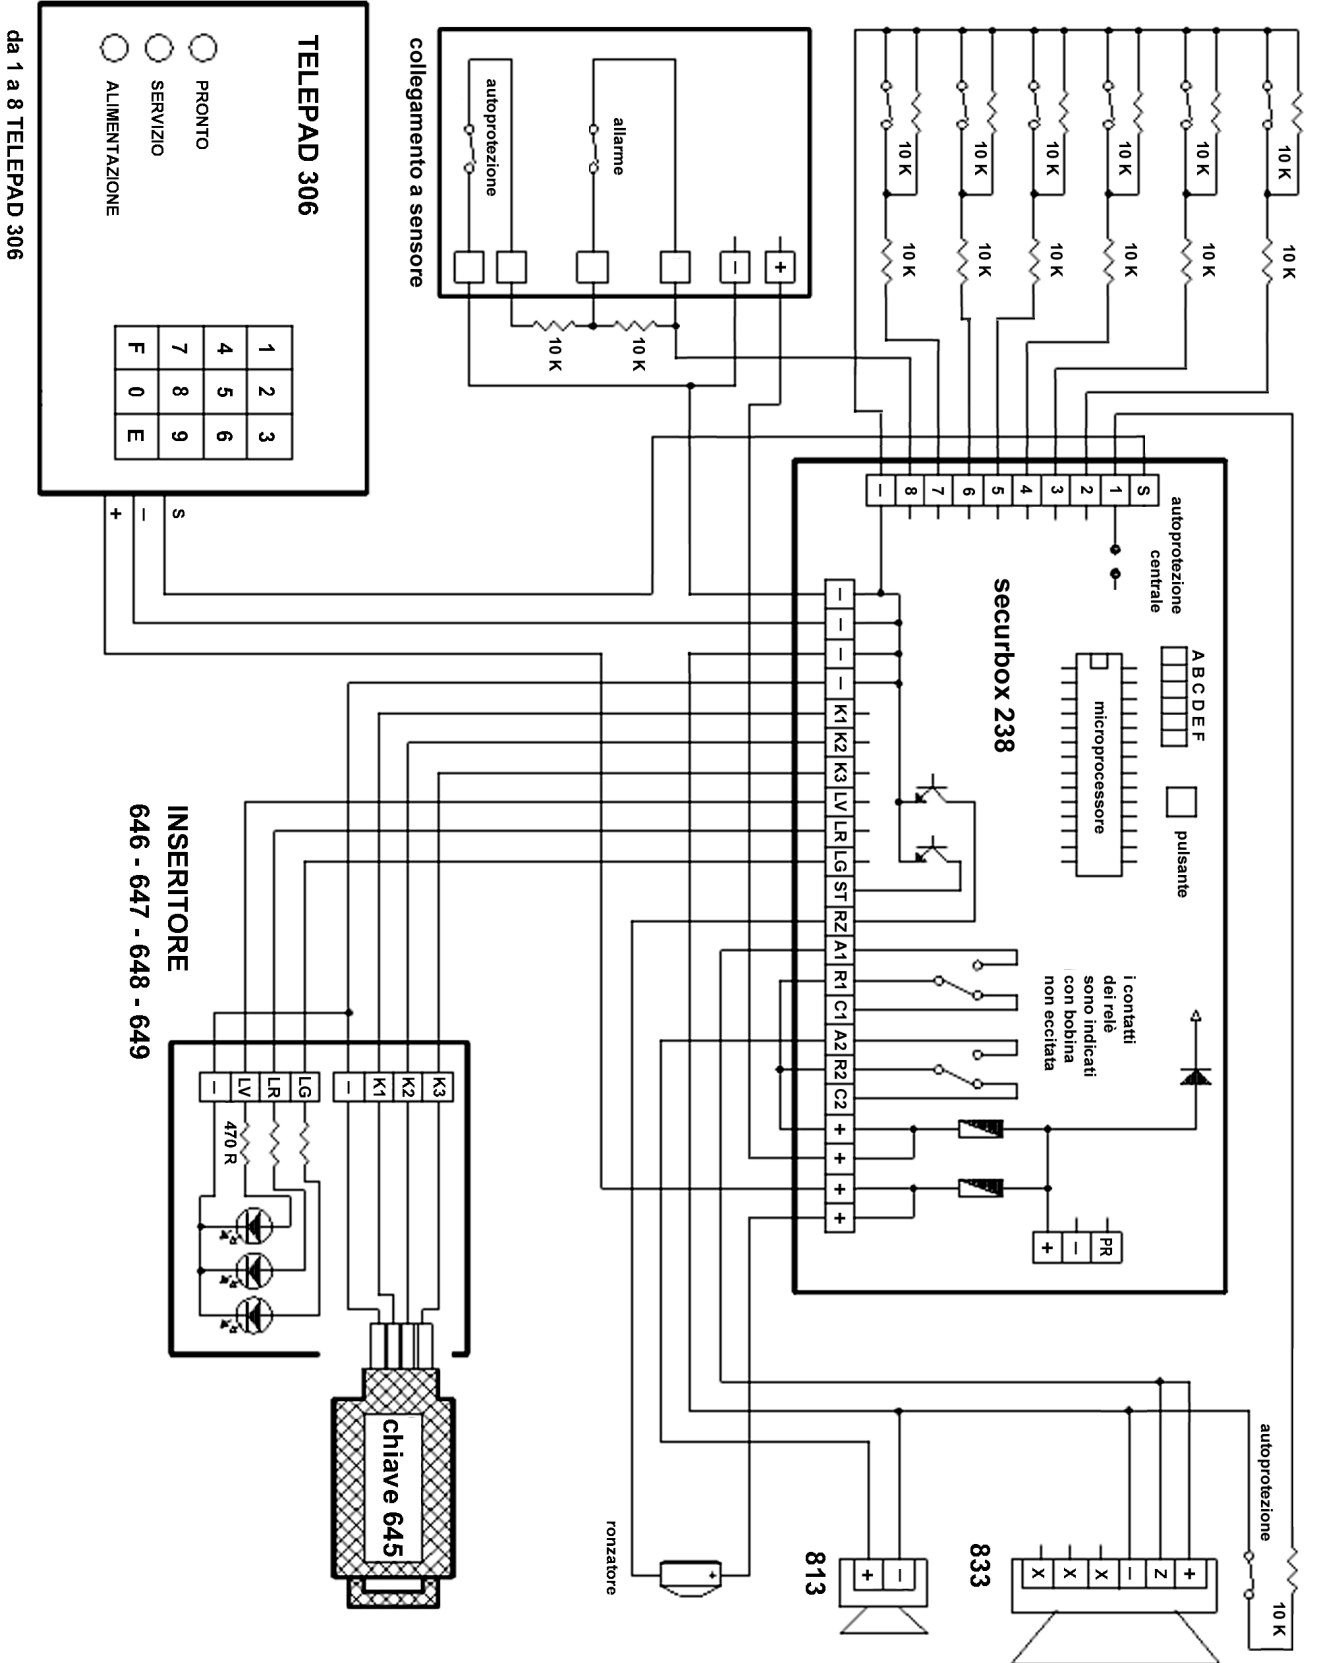 da 1 a 8 TELEPAD 306
TELEPAD 306
PRONTO
SERVIZIO
ALIMENTAZIONE
1 2 3
4 5 6
7 8 9
F 0 E
S
–
+
collegamento a sensore
autoprotezione
allarme
– +
10 K
10 K
10 K
10 K
10 K
10 K
10 K
10 K
10 K
10 K
10 K
10 K
10 K
10 K
– 8 7 6 5 4 3 2 1 S
autoprotezione
centrale
securbox 238
A B C D E F
microprocessore
pulsante
– – – – K1 K2 K3 LV LR LG ST RZ A1 R1 C1 A2 R2 C2 + + + +
i contatti
dei relè
sono indicati
con bobina
non eccitata
PR
–
+
INSERITORE
646 - 647 - 648 - 649
– LV LR LG
– K1 K2 K3
470 R
chiave 645
ronzatore
+
813
+ –
833
X X X – Z +
autoprotezione
10 K